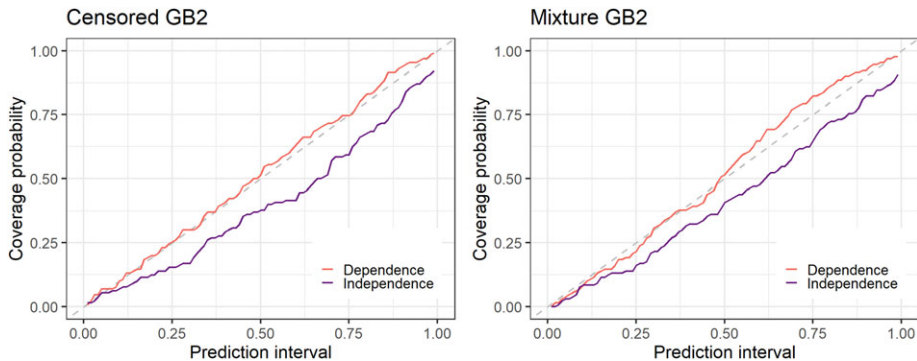 Censored GB2
Coverage probability
1.00
0.75
0.50
0.25
0.00
Dependence
Independence
0.00 0.25 0.50 0.75 1.00
Prediction interval
Mixture GB2
Coverage probability
1.00
0.75
0.50
0.25
0.00
Dependence
Independence
0.00 0.25 0.50 0.75 1.00
Prediction interval